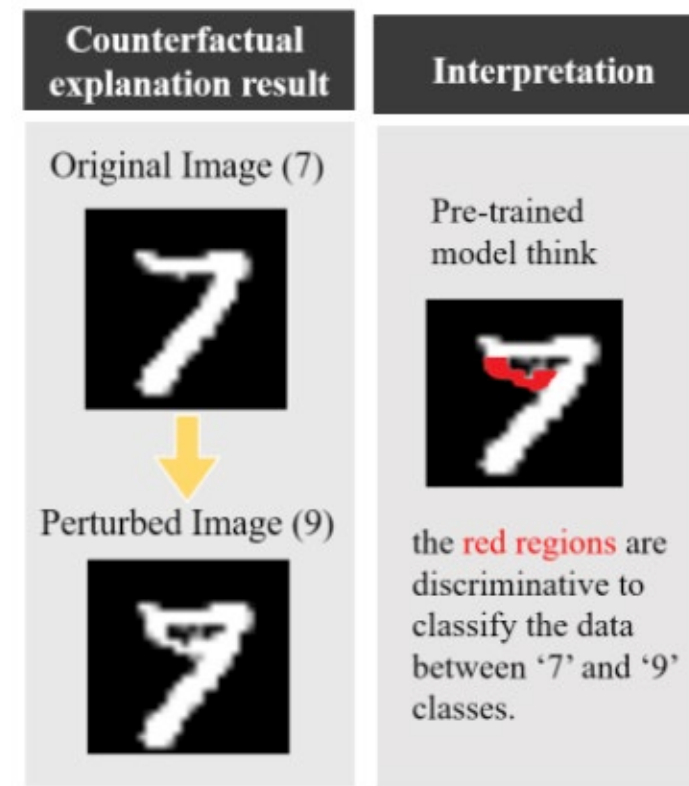 Counterfactual
explanation result
Original Image (7)
Perturbed Image (9)
Interpretation
Pre-trained
model think
the red regions are
discriminative to
classify the data
between ‘7’ and ‘9’
classes.